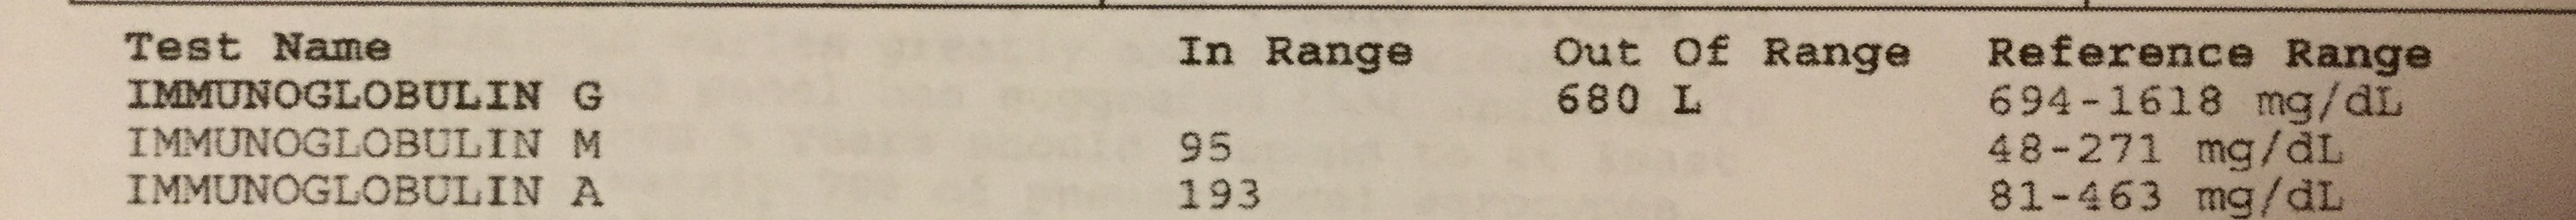 Test Name In Range Out Of Range Reference Range
IMMUNOGLOBULIN G 680 L 694-1618 mg/dL
IMMUNOGLOBULIN M 95 48-271 mg/dL
IMMUNOGLOBULIN A 193 81-463 mg/dL